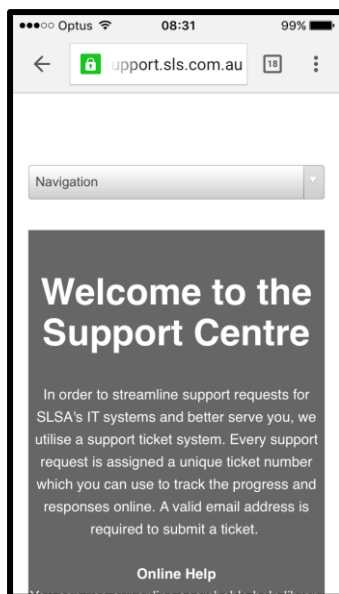 Optus 08:31 99%
upport.sls.com.au 18
Navigation
Welcome to the
Support Centre
In order to streamline support requests for
SLSA's IT systems and better serve you, we
utilise a support ticket system. Every support
request is assigned a unique ticket number
which you can use to track the progress and
responses online. A valid email address is
required to submit a ticket.
Online Help